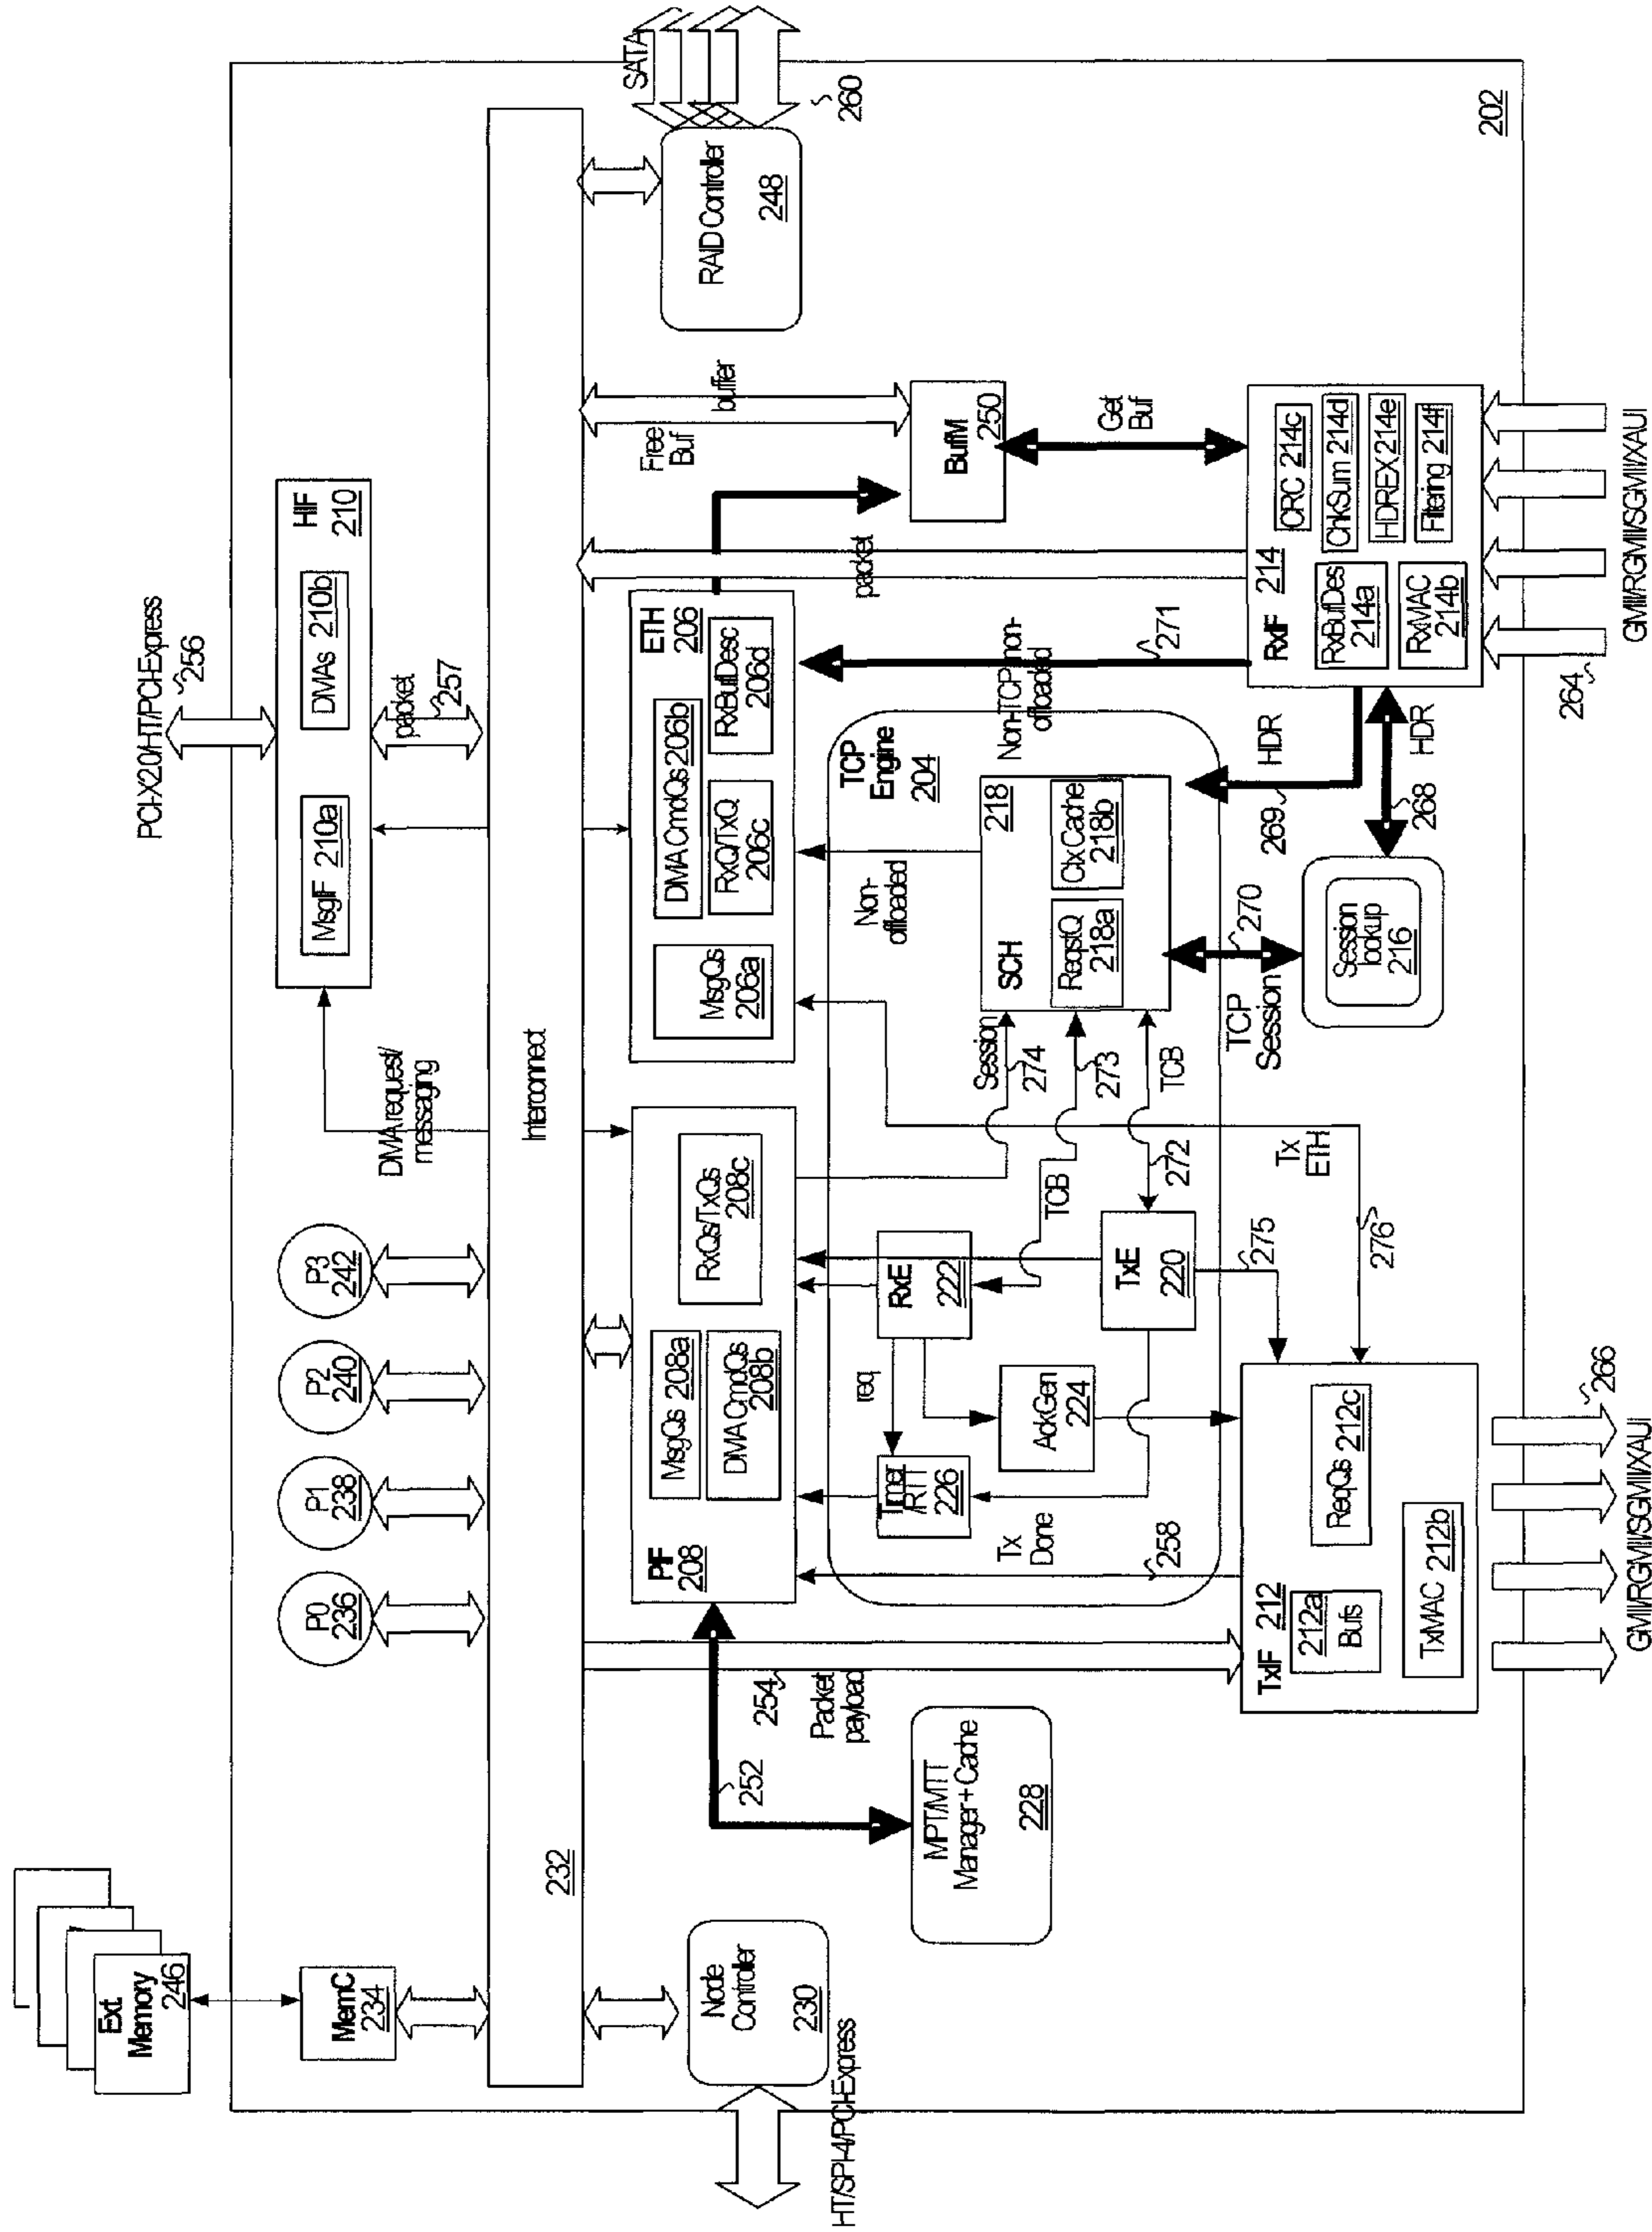 Ext.
Memory
246
MemC
234
P0
236
P1
238
P2
240
P3
242
DMA request/
messaging
PCI-X2.0/HT/PCI-Express
256
HIF
210
MsgIF 210a
DMAs 210b
packet
257
232
Interconnect
SATA
260
RAID Controller
248
Node
Controller
230
HT/SPI-4/PCI-Express
252
MPT/MTT
Manager + Cache
228
254
Packet
payload
PIF
208
MsgQs 208a
DMA CmdQs
208b
RxQs/TxQs
208c
ETH
206
MsgQs
206a
DMA CmdQs 206b
RxQ/TxQ
206c
RxBufDesc
206d
Free
Buf
buffer
BufM
250
Get
Buf
packet
271
Non-TCP/non-
offloaded
TCP
Engine
204
Non-
offloaded
SCH
218
ReqstQ
218a
CtxCache
218b
Session
274
273
TCB
TCB
272
RxE
222
TxE
220
req
Timer
/RTT
226
AckGen
224
Tx
Done
258
275
Tx
ETH
276
TCP
Session
270
Session
lookup
216
269
HDR
268
HDR
TxIF 212
212a
Bufs
TxMAC 212b
ReqQs 212c
266
GMII/RGMII/SGMII/XAUI
RxIF 214
RxBufDes
214a
RxMAC
214b
CRC 214c
ChkSum 214d
HDREX 214e
Filtering 214f
264
GMII/RGMII/SGMII/XAUI
202